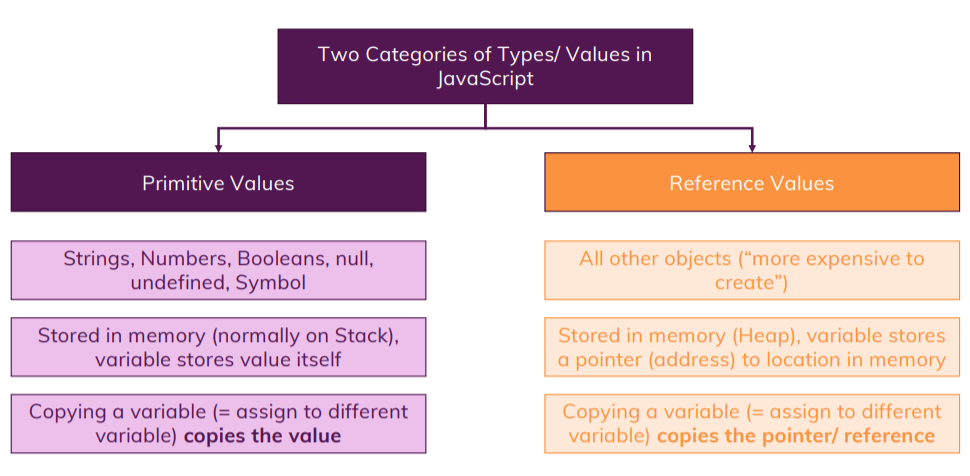 Two Categories of Types/ Values in
JavaScript
Primitive Values
Reference Values
Strings, Numbers, Booleans, null,
undefined, Symbol
All other objects (“more expensive to
create”)
Stored in memory (normally on Stack),
variable stores value itself
Stored in memory (Heap), variable stores
a pointer (address) to location in memory
Copying a variable (= assign to different
variable) copies the value
Copying a variable (= assign to different
variable) copies the pointer/ reference